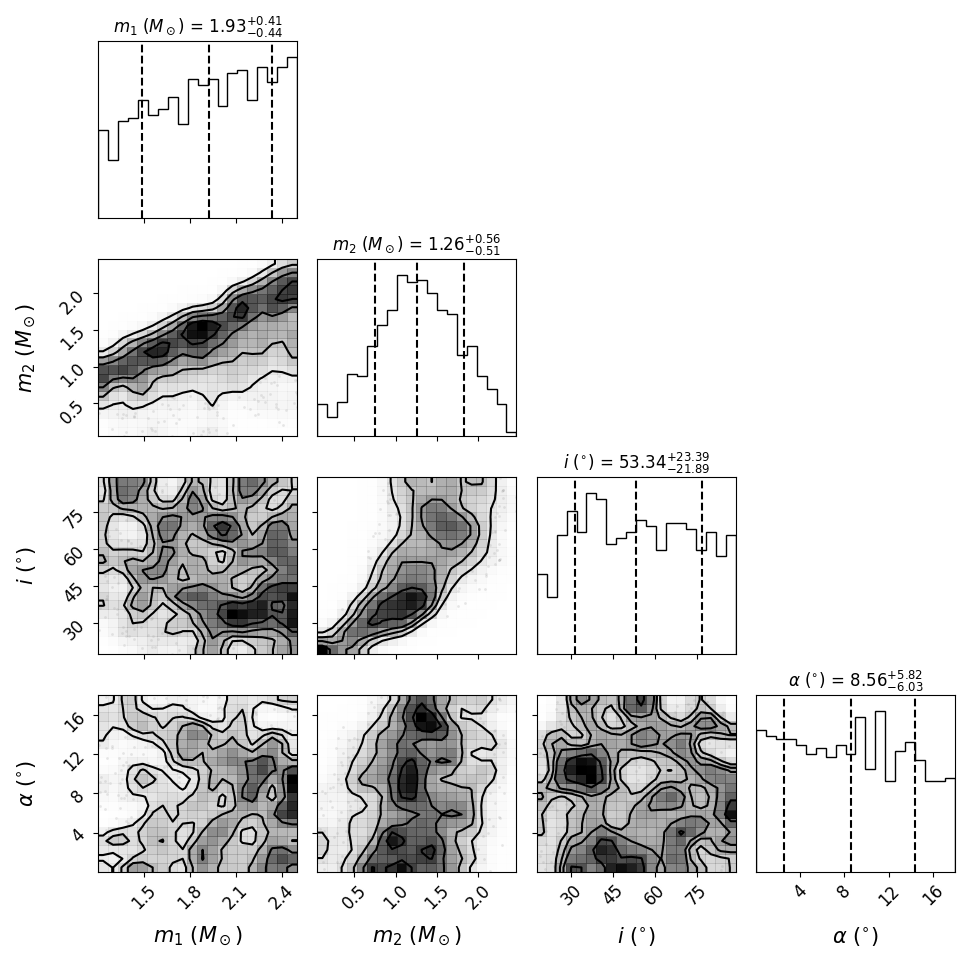 m₁ (M⊙) = 1.93+0.41−0.44
m₂ (M⊙) = 1.26+0.56−0.51
m₂ (M⊙)
2.0
1.5
1.0
0.5
i (°) = 53.34+23.39−21.89
i (°)
75
60
45
30
α (°) = 8.56+5.82−6.03
α (°)
16
12
8
4
1.5 1.8 2.1 2.4 0.5 1.0 1.5 2.0 30 45 60 75 4 8 12 16
m₁ (M⊙) m₂ (M⊙) i (°) α (°)